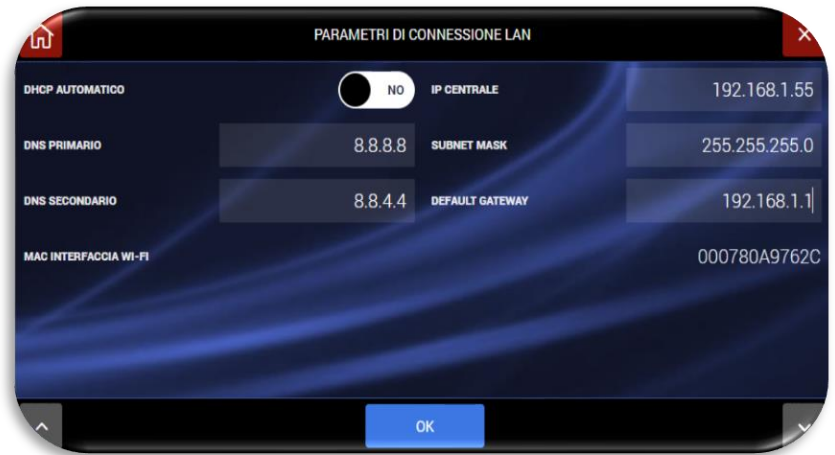 PARAMETRI DI CONNESSIONE LAN
DHCP AUTOMATICO NO IP CENTRALE 192.168.1.55
DNS PRIMARIO 8.8.8.8 SUBNET MASK 255.255.255.0
DNS SECONDARIO 8.8.4.4 DEFAULT GATEWAY 192.168.1.1
MAC INTERFACCIA WI-FI 000780A9762C
OK